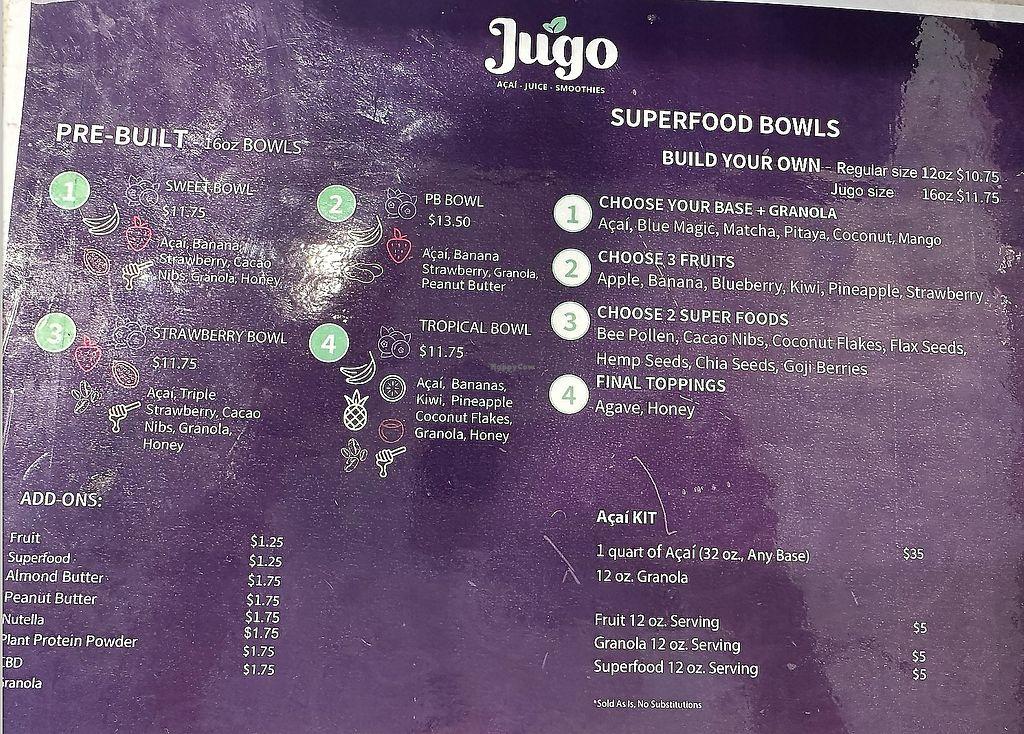 Jugo
AÇAÍ - JUICE - SMOOTHIES
PRE-BUILT - 16oz BOWLS
1
SWEET BOWL
$11.75
Açaí, Banana,
Strawberry, Cacao
Nibs, Granola, Honey
2
PB BOWL
$13.50
Açaí, Banana
Strawberry, Granola,
Peanut Butter
3
STRAWBERRY BOWL
$11.75
Açaí, Triple
Strawberry, Cacao
Nibs, Granola,
Honey
4
TROPICAL BOWL
$11.75
Açaí, Bananas,
Kiwi, Pineapple
Coconut Flakes,
Granola, Honey
ADD-ONS:
Fruit $1.25
Superfood $1.25
Almond Butter $1.75
Peanut Butter $1.75
Nutella $1.75
Plant Protein Powder $1.75
CBD $1.75
Granola $1.75
SUPERFOOD BOWLS
BUILD YOUR OWN - Regular size 12oz $10.75
Jugo size 16oz $11.75
1 CHOOSE YOUR BASE + GRANOLA
Açaí, Blue Magic, Matcha, Pitaya, Coconut, Mango
2 CHOOSE 3 FRUITS
Apple, Banana, Blueberry, Kiwi, Pineapple, Strawberry
3 CHOOSE 2 SUPER FOODS
Bee Pollen, Cacao Nibs, Coconut Flakes, Flax Seeds,
Hemp Seeds, Chia Seeds, Goji Berries
4 FINAL TOPPINGS
Agave, Honey
Açaí KIT
1 quart of Açaí (32 oz., Any Base) $35
12 oz. Granola
Fruit 12 oz. Serving $5
Granola 12 oz. Serving $5
Superfood 12 oz. Serving $5
*Sold As Is, No Substitutions
HappyCow